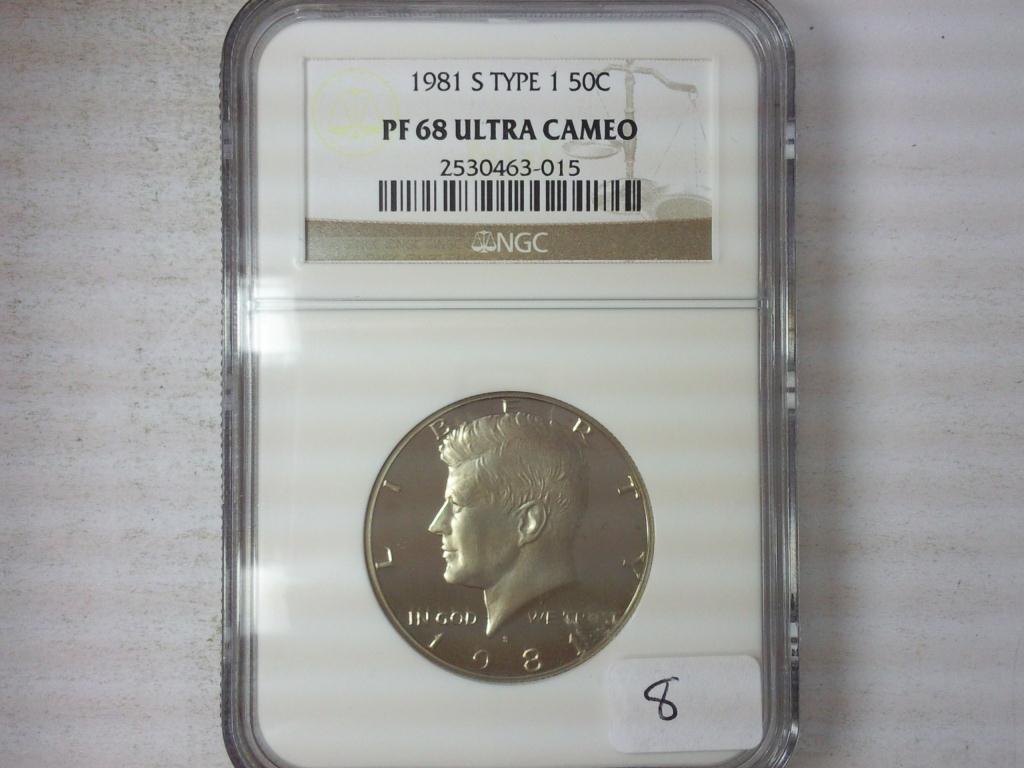 1981 S TYPE 1 50C
PF 68 ULTRA CAMEO
2530463-015
NGC
LIBERTY
IN GOD WE TRUST
S
1981
8